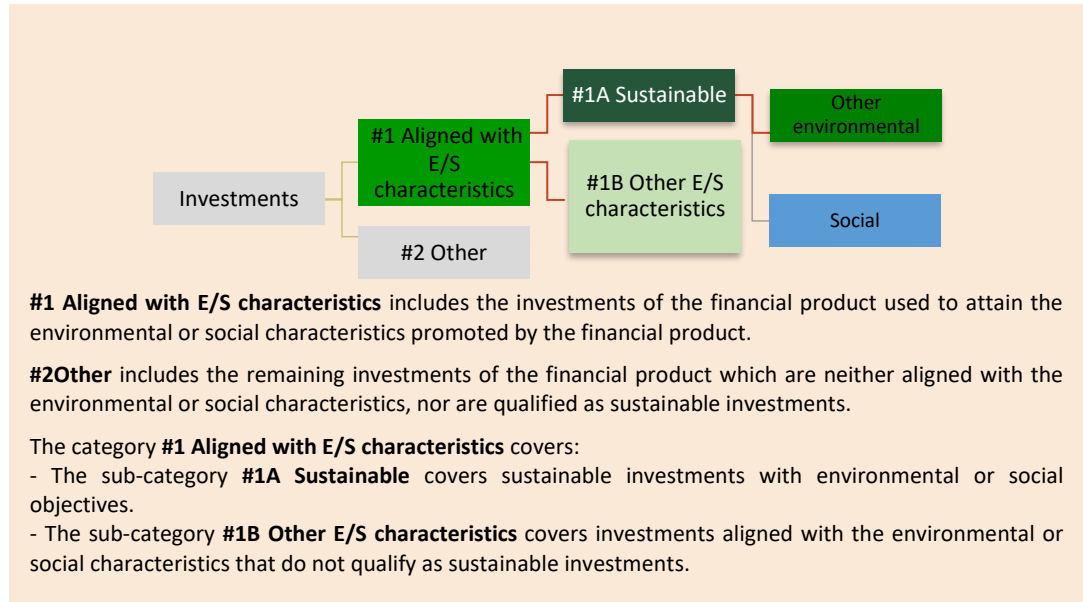 #1A Sustainable
Other
environmental
#1 Aligned with
E/S
characteristics
#1B Other E/S
characteristics
Investments
Social
#2 Other
#1 Aligned with E/S characteristics includes the investments of the financial product used to attain the
environmental or social characteristics promoted by the financial product.
#2Other includes the remaining investments of the financial product which are neither aligned with the
environmental or social characteristics, nor are qualified as sustainable investments.
The category #1 Aligned with E/S characteristics covers:
- The sub-category #1A Sustainable covers sustainable investments with environmental or social
objectives.
- The sub-category #1B Other E/S characteristics covers investments aligned with the environmental or
social characteristics that do not qualify as sustainable investments.